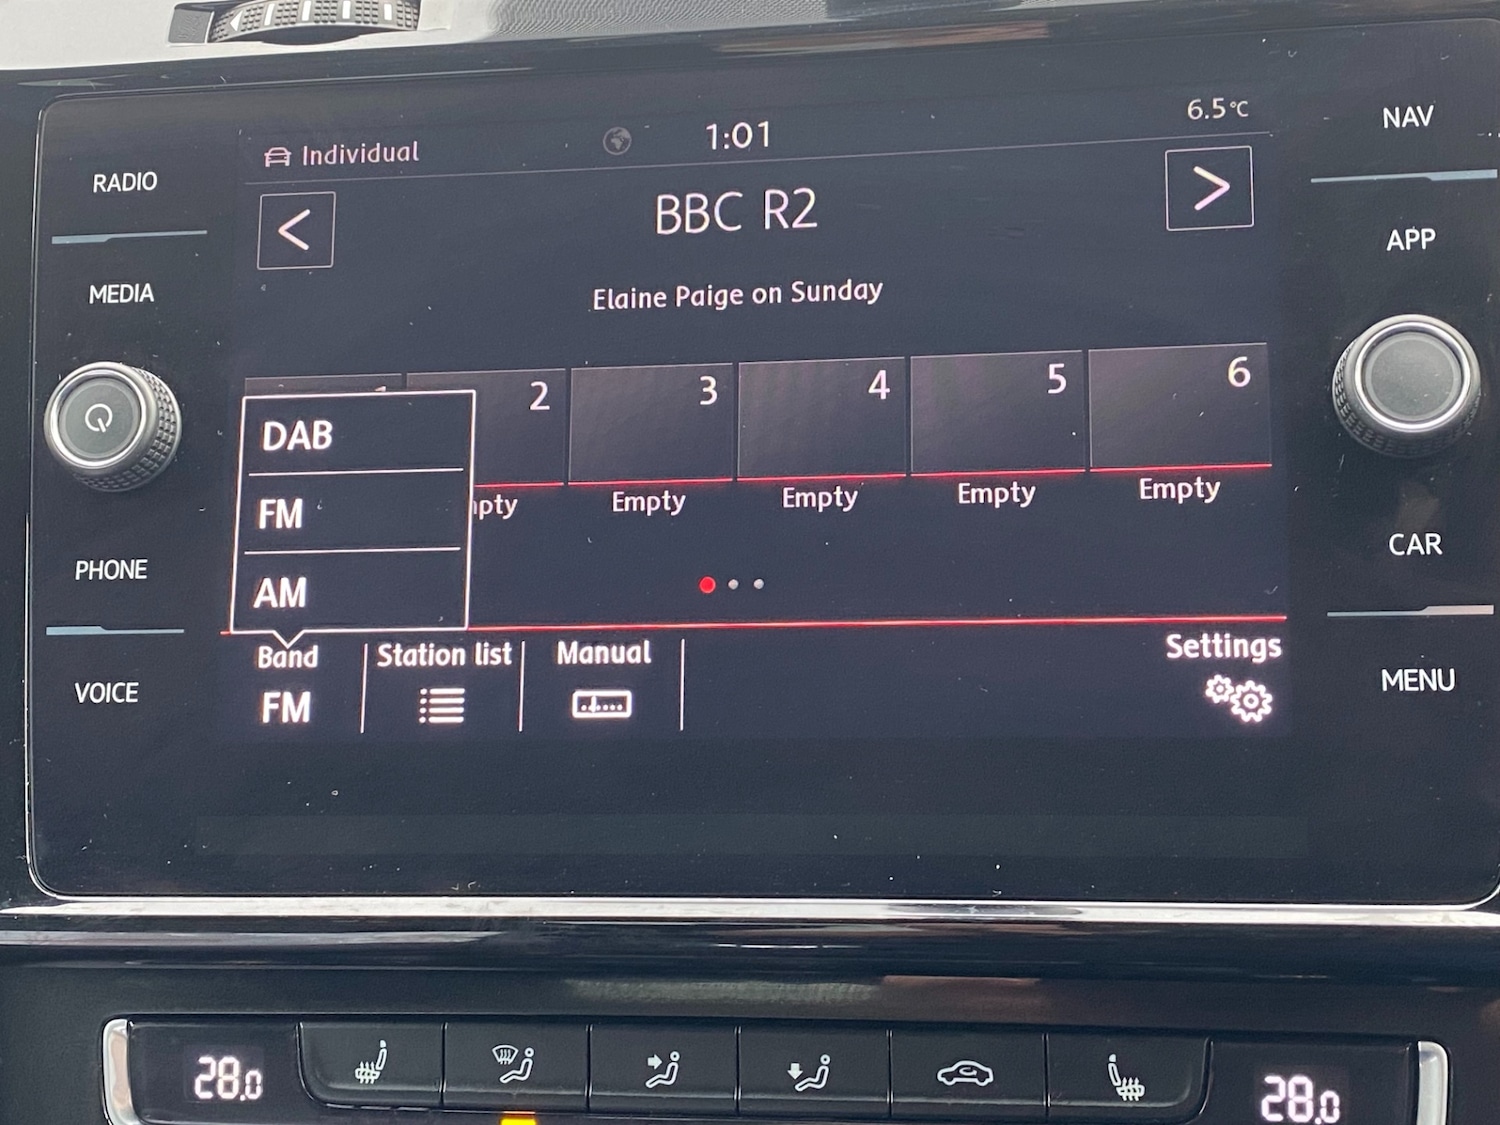 Individual
1:01
6.5°C
BBC R2
Elaine Paige on Sunday
RADIO
MEDIA
PHONE
VOICE
NAV
APP
CAR
MENU
2
3
4
5
6
DAB
FM
AM
Empty
Empty
Empty
Empty
Band
FM
Station list
Manual
Settings
28.0
28.0